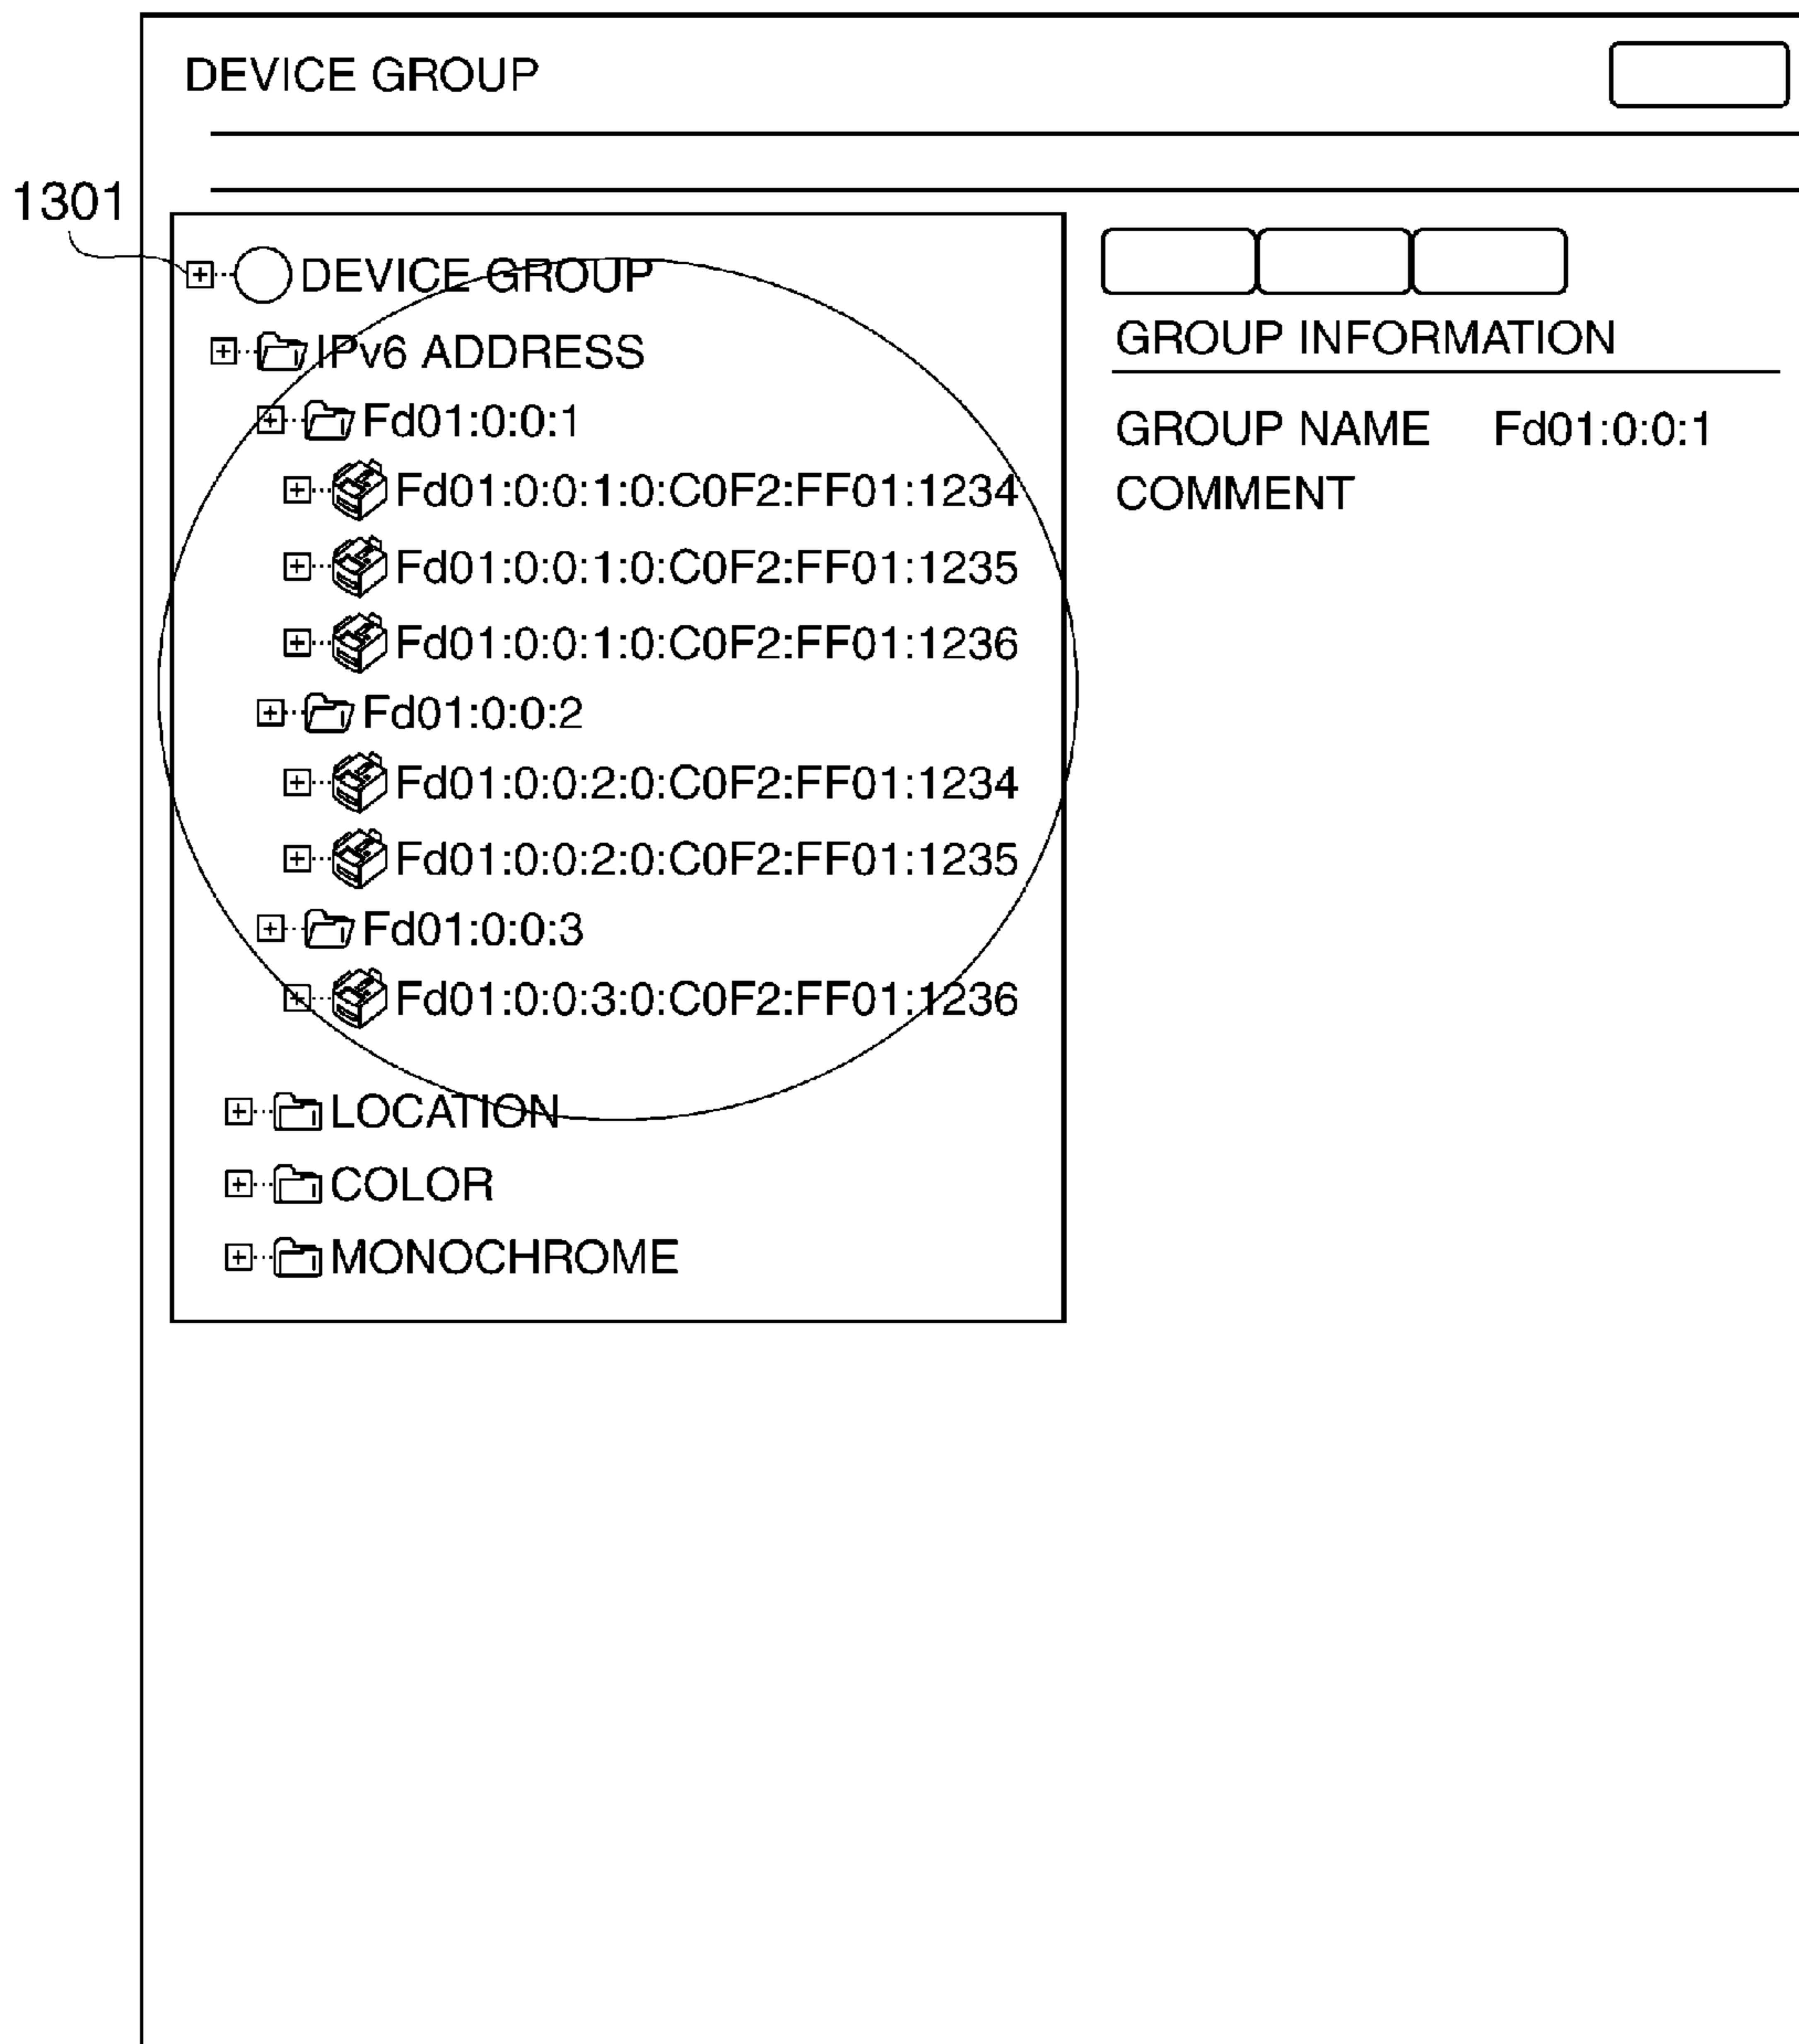 DEVICE GROUP
1301
DEVICE GROUP
IPv6 ADDRESS
Fd01:0:0:1
Fd01:0:0:1:0:C0F2:FF01:1234
Fd01:0:0:1:0:C0F2:FF01:1235
Fd01:0:0:1:0:C0F2:FF01:1236
Fd01:0:0:2
Fd01:0:0:2:0:C0F2:FF01:1234
Fd01:0:0:2:0:C0F2:FF01:1235
Fd01:0:0:3
Fd01:0:0:3:0:C0F2:FF01:1236
LOCATION
COLOR
MONOCHROME
GROUP INFORMATION
GROUP NAME Fd01:0:0:1
COMMENT